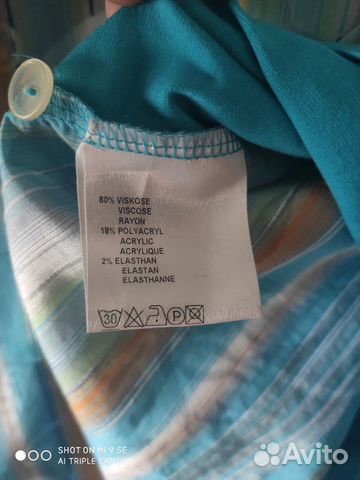 80% VISKOSE
VISCOSE
RAYON
18% POLYACRYL
ACRYLIC
ACRYLIQUE
2% ELASTHAN
ELASTAN
ELASTHANNE
30 P
SHOT ON MI 9 SE
AI TRIPLE CAMERA
Avito